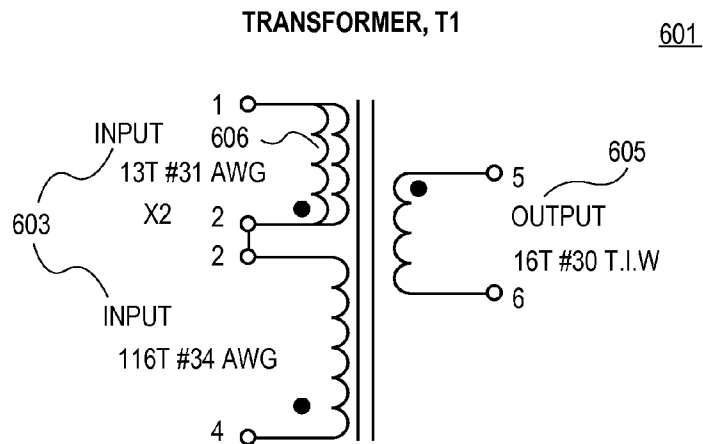 TRANSFORMER, T1
601
1
INPUT
606
13T #31 AWG
X2
2
2
603
INPUT
116T #34 AWG
4
605
5
OUTPUT
16T #30 T.I.W
6